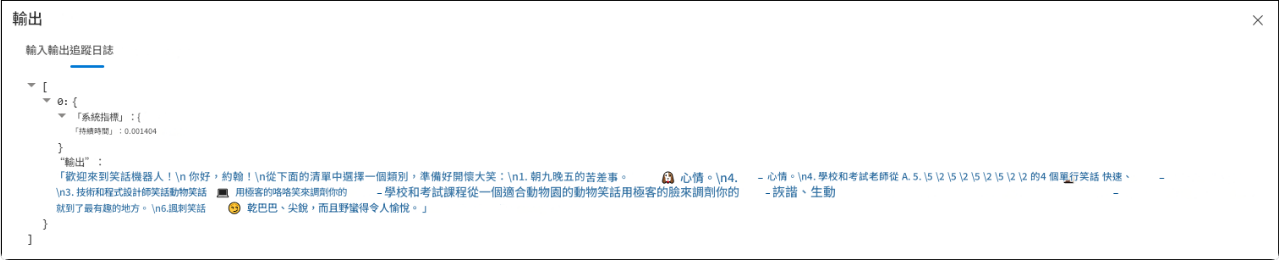 輸出
輸入輸出追蹤日誌
[
0: {
「系統指標」：{
「持續時間」：0.001404
}
“輸出”：
「歡迎來到笑話機器人！\n 你好，約翰！\n從下面的清單中選擇一個類別，準備好開懷大笑：\n1. 朝九晚五的苦差事。 心情。\n4. – 心情。\n4. 學校和考試老師從 A. 5. \5 \2 \5 \2 \5 \2 \5 \2 \2 的4 個單行笑話 快速、 –
\n3. 技術和程式設計師笑話動物笑話 💻 用極客的咯咯笑來調劑你的 –學校和考試課程從一個適合動物園的動物笑話用極客的臉來調劑你的 –詼諧、生動 –
就到了最有趣的地方。\n6.諷刺笑話 😏 乾巴巴、尖銳，而且野蠻得令人愉悅。」
}
]